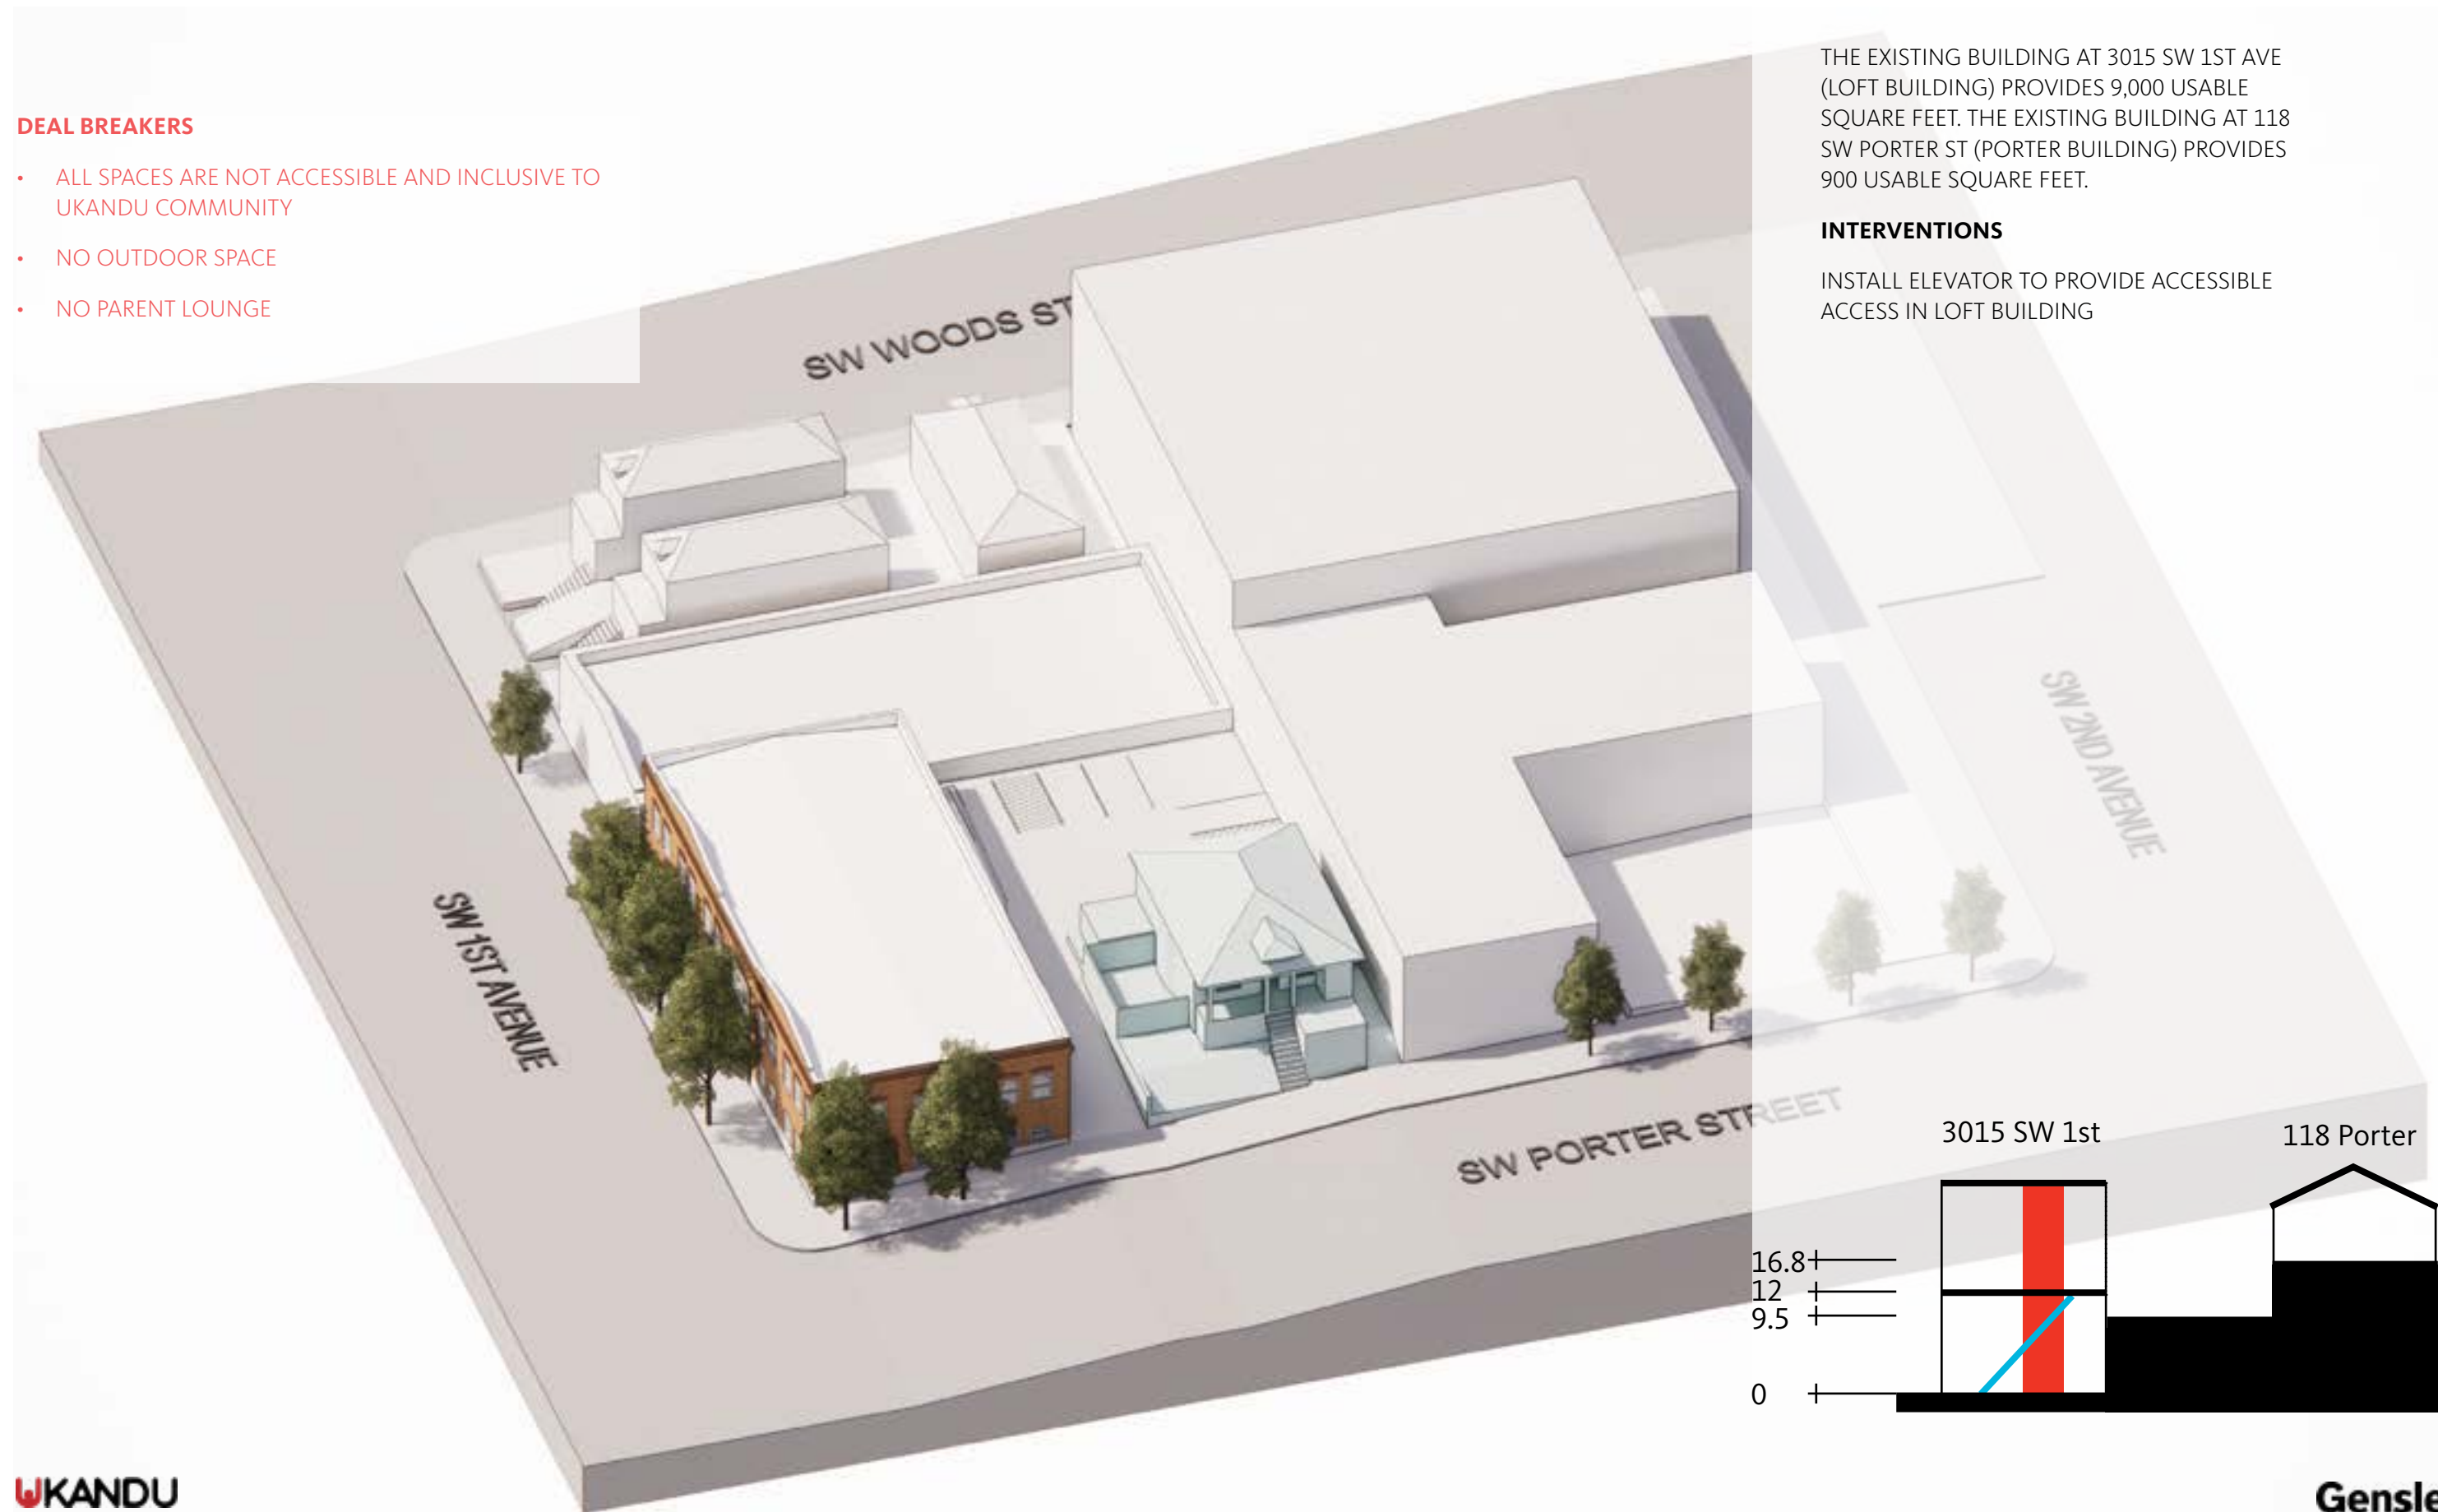 DEAL BREAKERS
• ALL SPACES ARE NOT ACCESSIBLE AND INCLUSIVE TO
UKANDU COMMUNITY
• NO OUTDOOR SPACE
• NO PARENT LOUNGE
THE EXISTING BUILDING AT 3015 SW 1ST AVE
(LOFT BUILDING) PROVIDES 9,000 USABLE
SQUARE FEET. THE EXISTING BUILDING AT 118
SW PORTER ST (PORTER BUILDING) PROVIDES
900 USABLE SQUARE FEET.
INTERVENTIONS
INSTALL ELEVATOR TO PROVIDE ACCESSIBLE
ACCESS IN LOFT BUILDING
SW WOODS ST
SW 2ND AVENUE
SW 1ST AVENUE
SW PORTER STREET
3015 SW 1st
118 Porter
16.8
12
9.5
0
UKANDU
Gensle